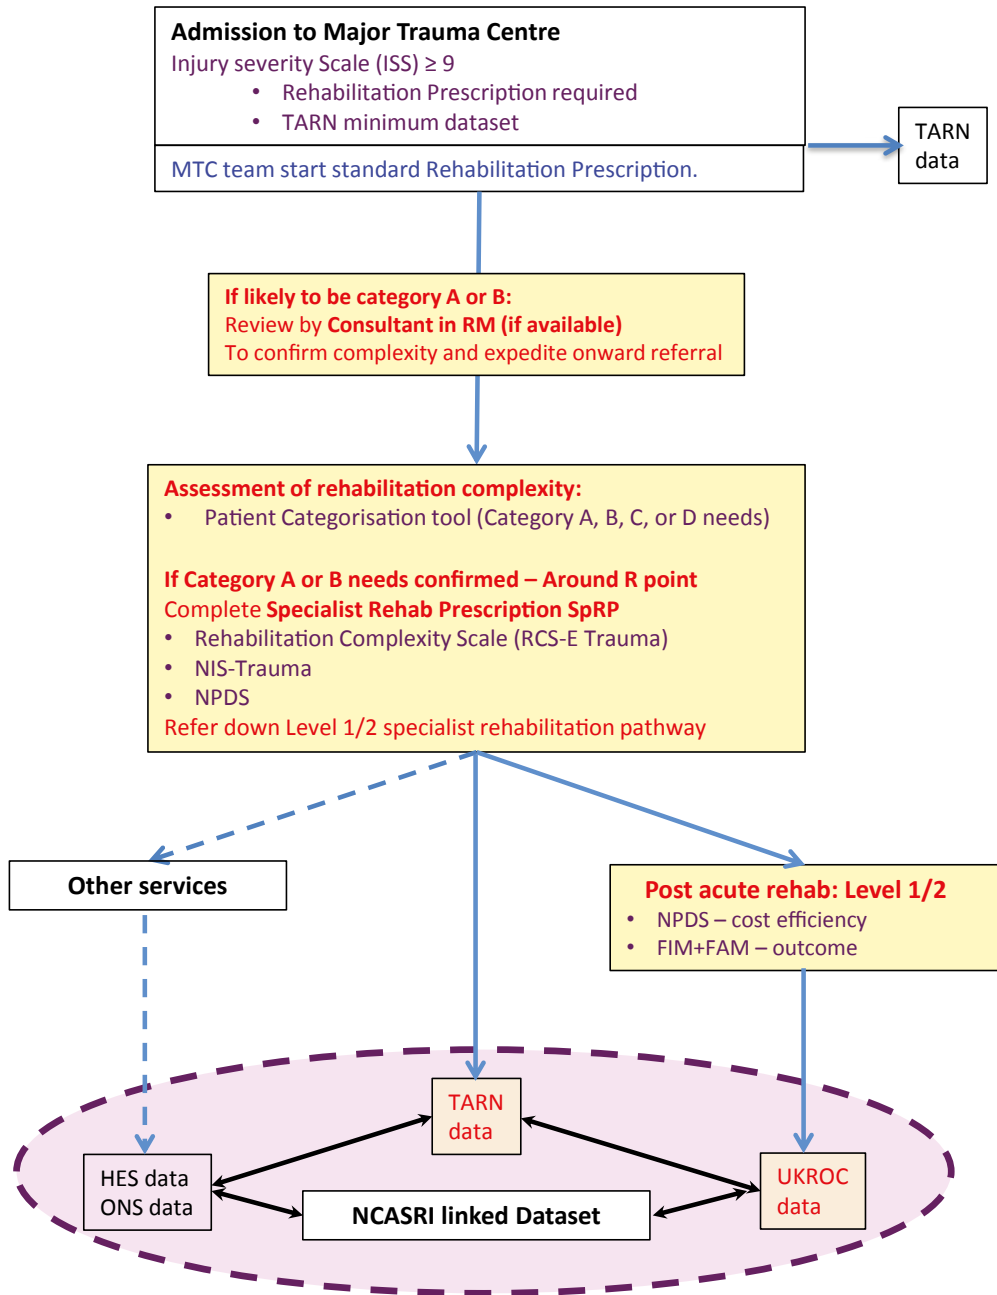 Admission to Major Trauma Centre
Injury severity Scale (ISS) ≥ 9
• Rehabilitation Prescription required
• TARN minimum dataset
MTC team start standard Rehabilitation Prescription.
TARN
data
If likely to be category A or B:
Review by Consultant in RM (if available)
To confirm complexity and expedite onward referral
Assessment of rehabilitation complexity:
• Patient Categorisation tool (Category A, B, C, or D needs)
If Category A or B needs confirmed – Around R point
Complete Specialist Rehab Prescription SpRP
• Rehabilitation Complexity Scale (RCS-E Trauma)
• NIS-Trauma
• NPDS
Refer down Level 1/2 specialist rehabilitation pathway
Other services
Post acute rehab: Level 1/2
• NPDS – cost efficiency
• FIM+FAM – outcome
TARN
data
HES data
ONS data
UKROC
data
NCASRI linked Dataset